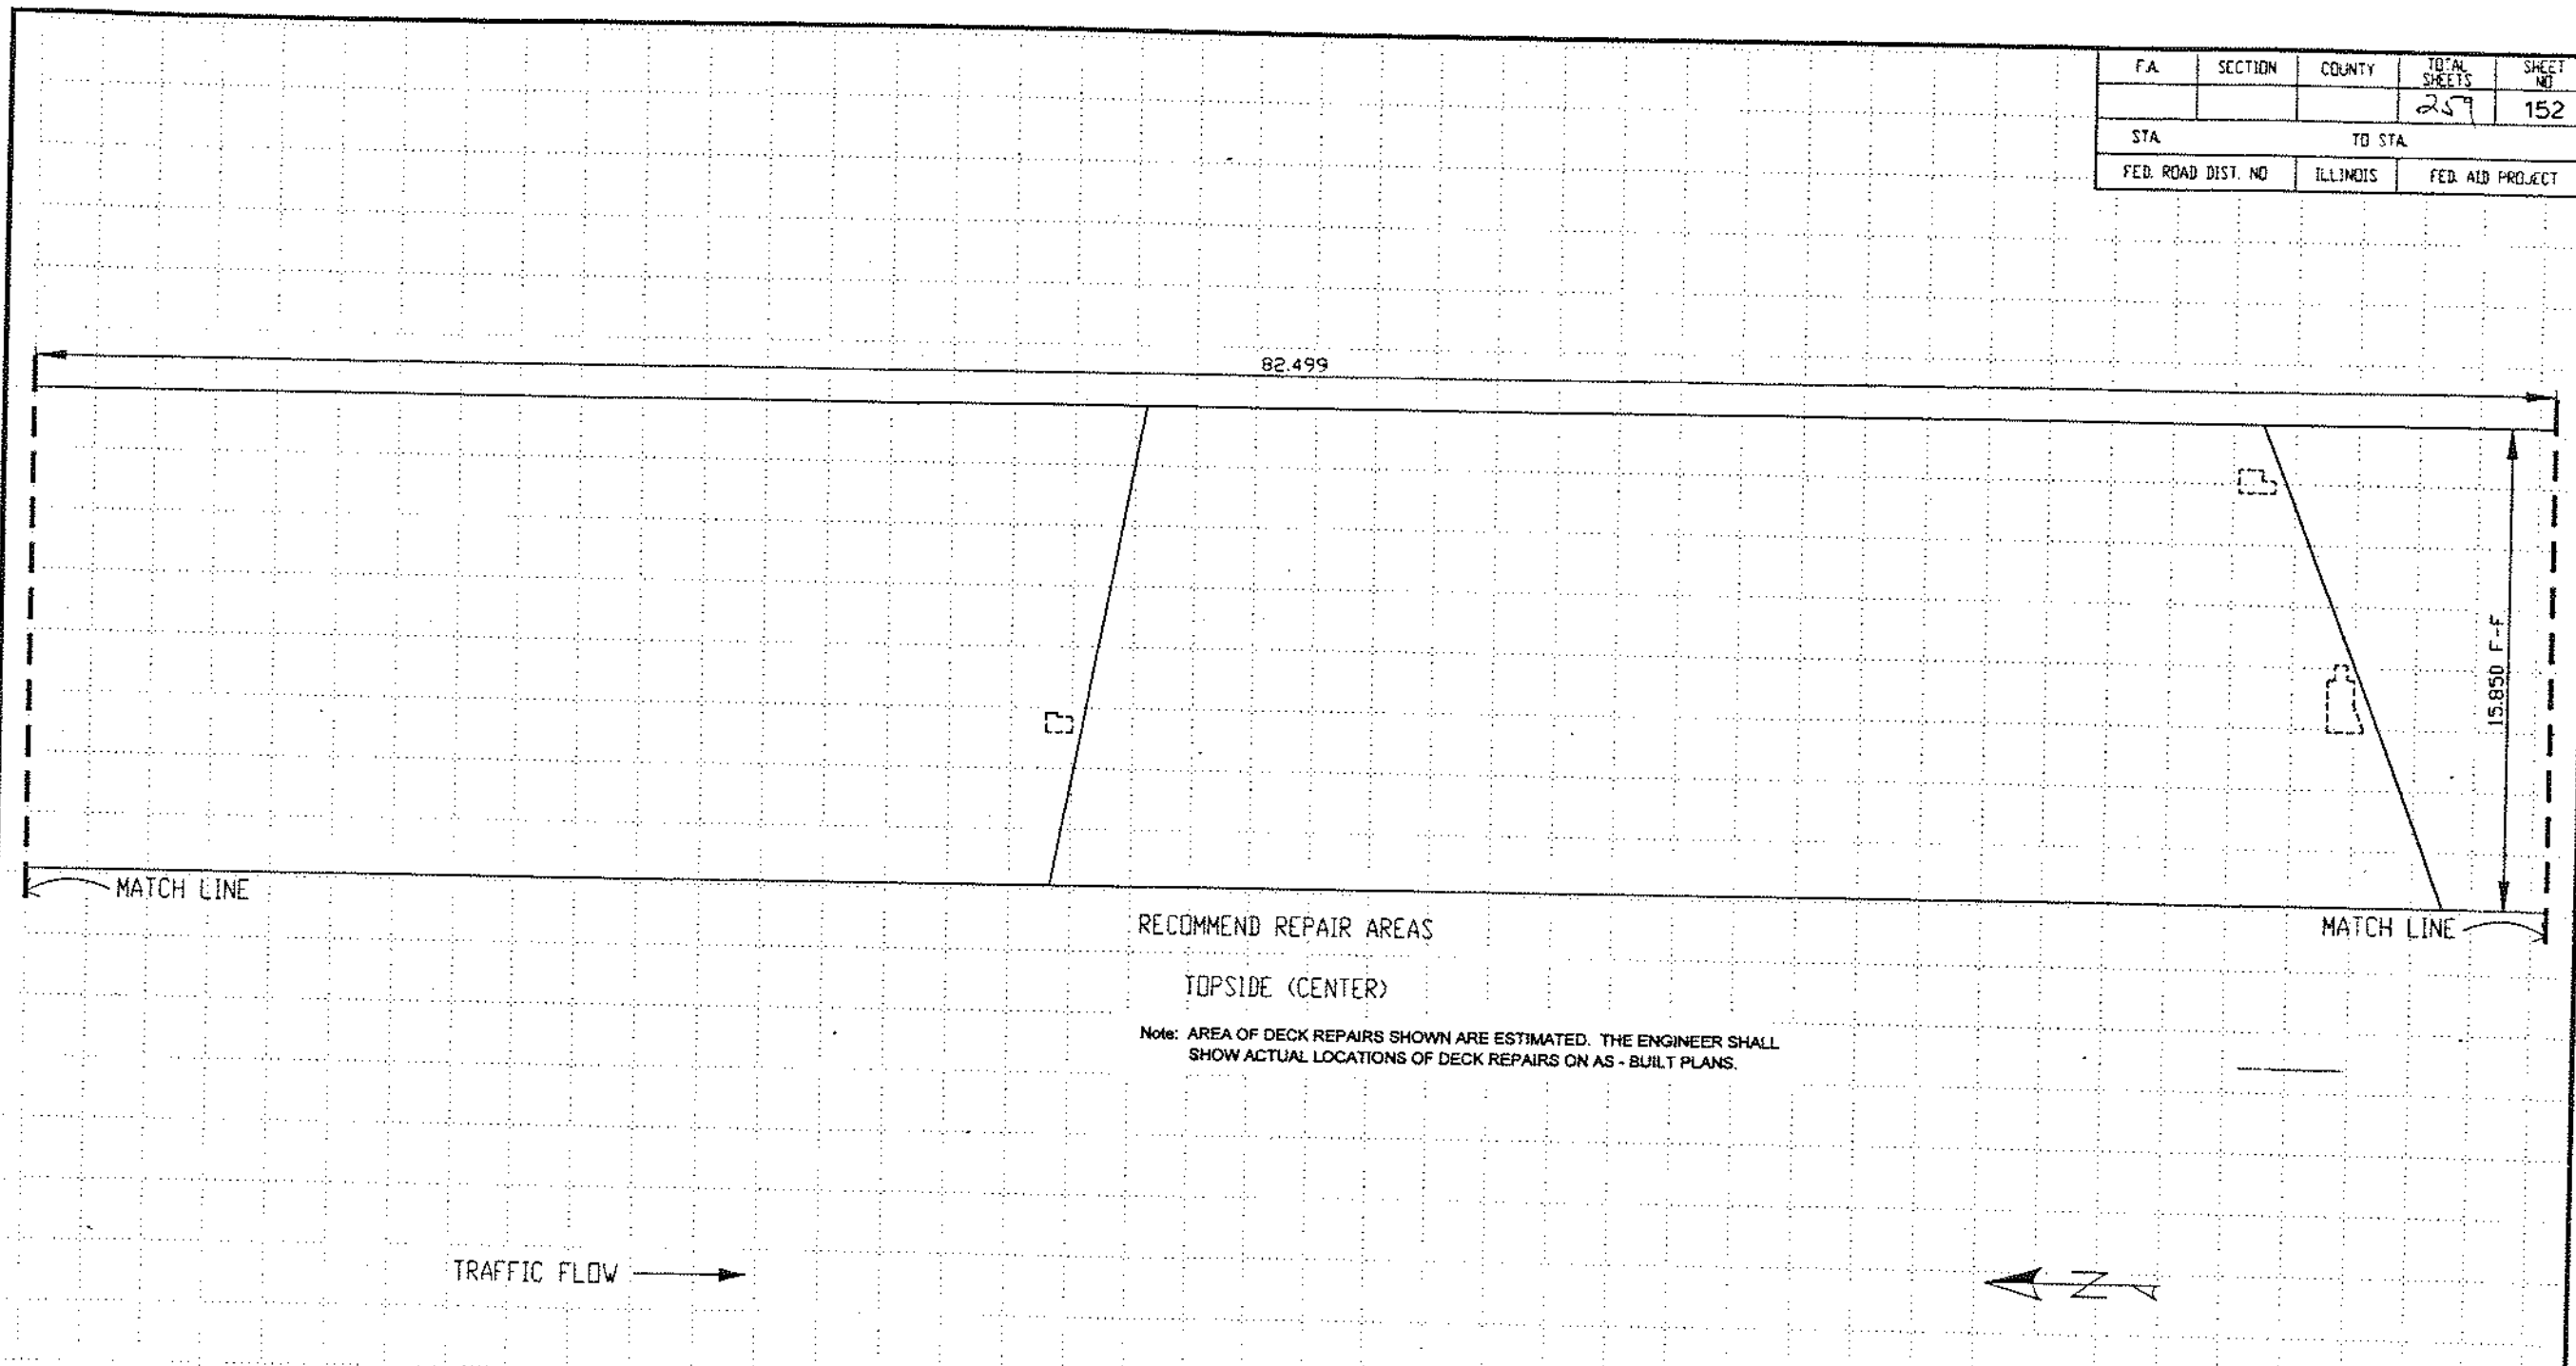 F.A. SECTION COUNTY TOTAL SHEETS SHEET NO
259 152
STA. TO STA.
FED. ROAD DIST. NO ILLINOIS FED. AID PROJECT
82.499
15.850 F-F
MATCH LINE
RECOMMEND REPAIR AREAS
MATCH LINE
TOPSIDE (CENTER)
Note: AREA OF DECK REPAIRS SHOWN ARE ESTIMATED. THE ENGINEER SHALL
SHOW ACTUAL LOCATIONS OF DECK REPAIRS ON AS - BUILT PLANS.
TRAFFIC FLOW
N